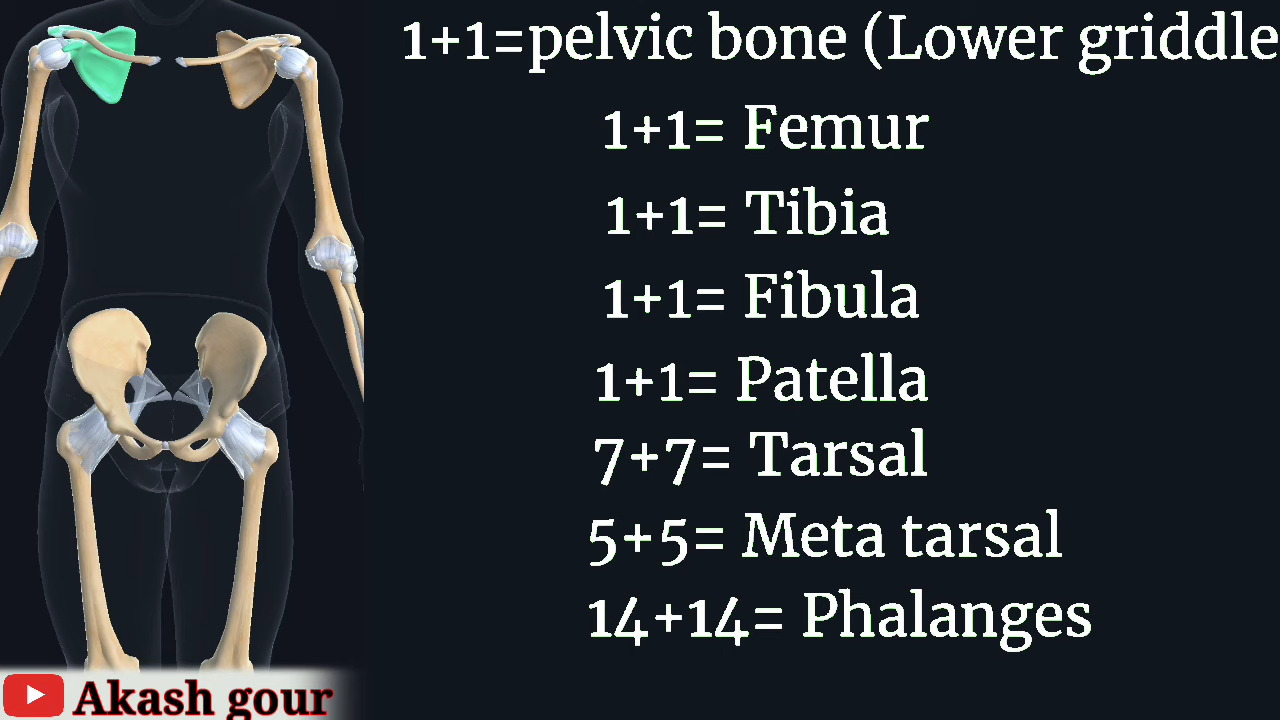 1+1=pelvic bone (Lower griddle
1+1= Femur
1+1= Tibia
1+1= Fibula
1+1= Patella
7+7= Tarsal
5+5= Meta tarsal
14+14= Phalanges
Akash gour